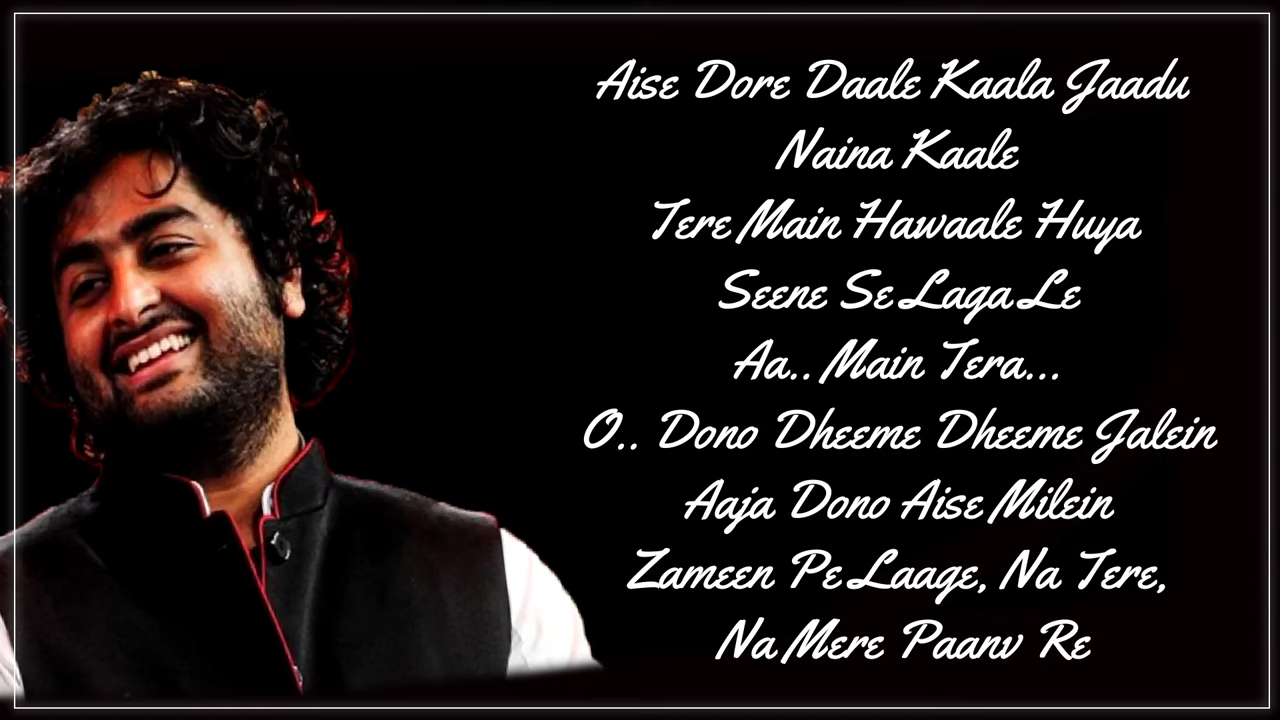 Aise Dore Daale Kaala Jaadu
Naina Kaale
Tere Main Hawaale Huya
Seene Se Laga Le
Aa.. Main Tera...
O.. Dono Dheeme Dheeme Jalein
Aaja Dono Aise Milein
Zameen Pe Laage, Na Tere,
Na Mere Paanv Re